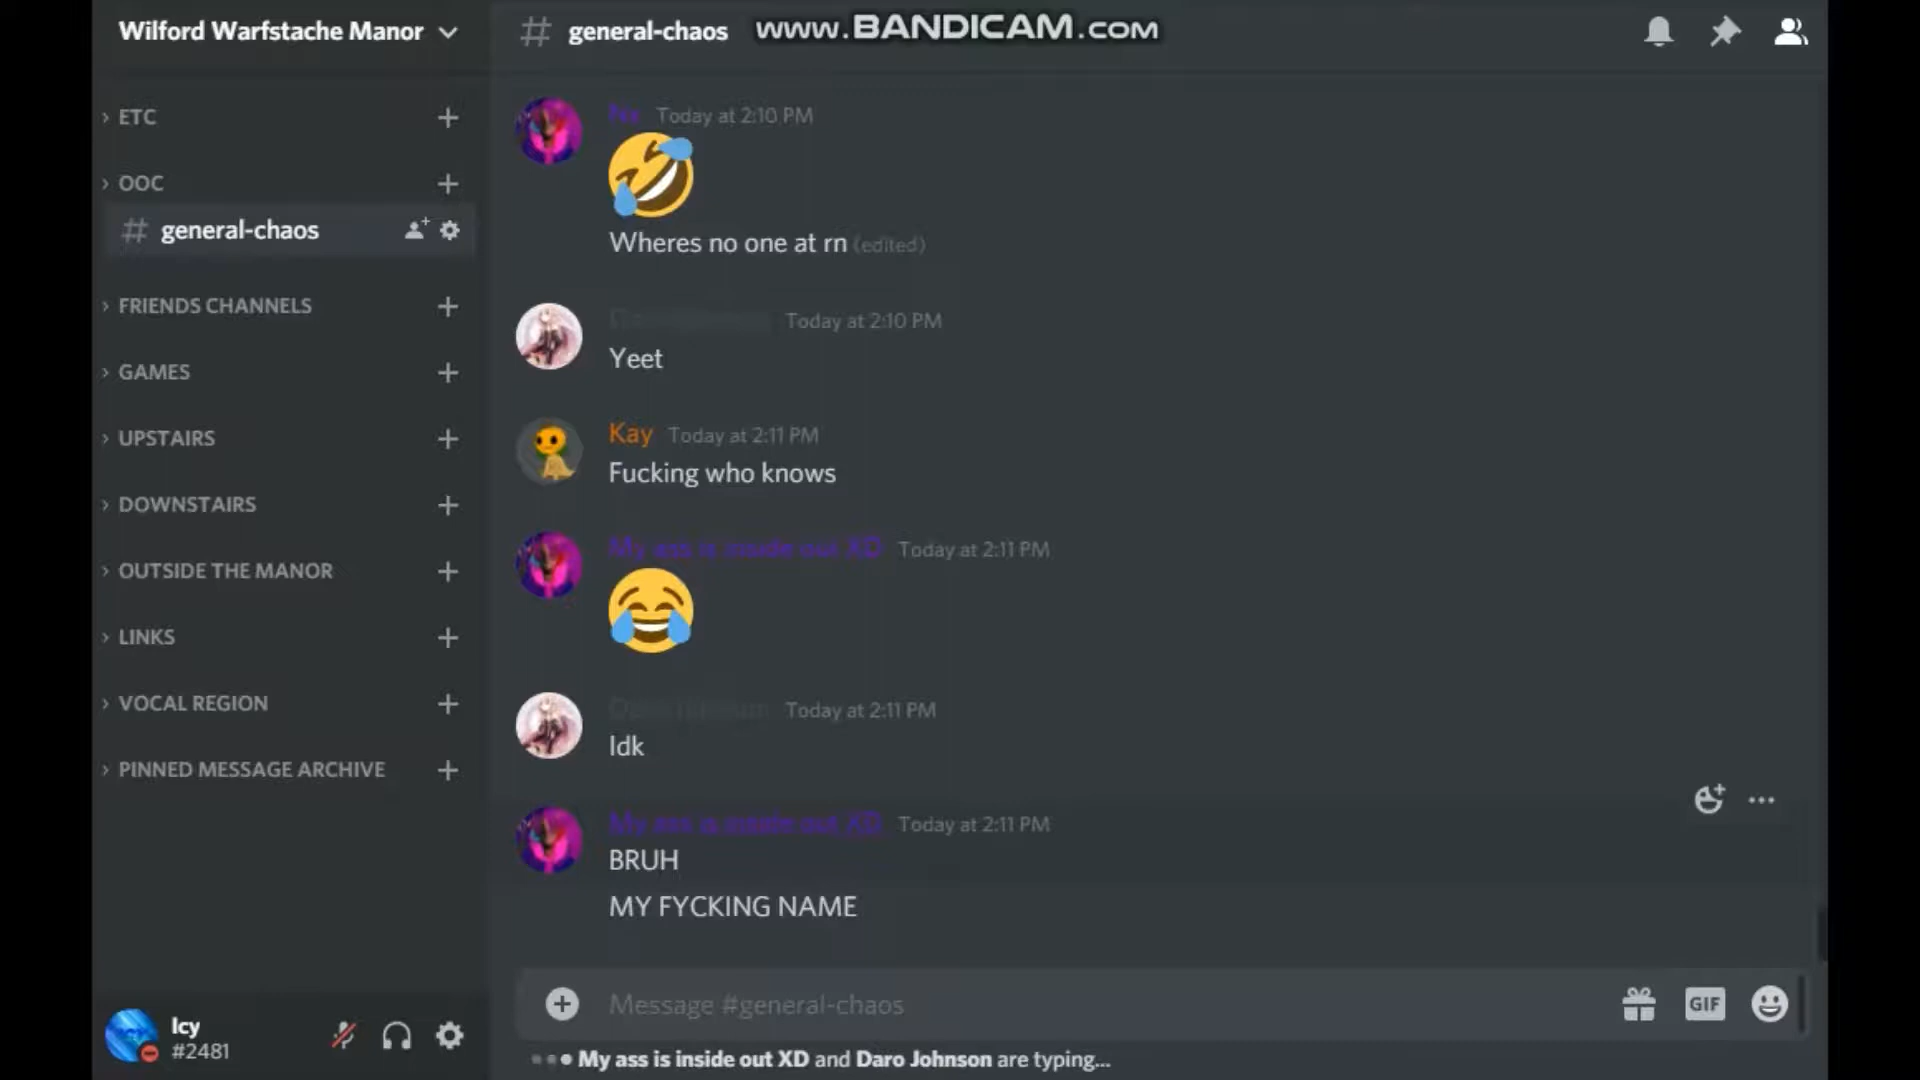 Wilford Warfstache Manor
# general-chaos
www.BANDICAM.com
ETC
OOC
# general-chaos
FRIENDS CHANNELS
GAMES
UPSTAIRS
DOWNSTAIRS
OUTSIDE THE MANOR
LINKS
VOCAL REGION
PINNED MESSAGE ARCHIVE
Icy
#2481
Today at 2:10 PM
Wheres no one at rn (edited)
Today at 2:10 PM
Yeet
Kay Today at 2:11 PM
Fucking who knows
My ass is inside out XD Today at 2:11 PM
Today at 2:11 PM
Idk
My ass is inside out XD Today at 2:11 PM
BRUH
MY FYCKING NAME
Message #general-chaos
GIF
My ass is inside out XD and Daro Johnson are typing...